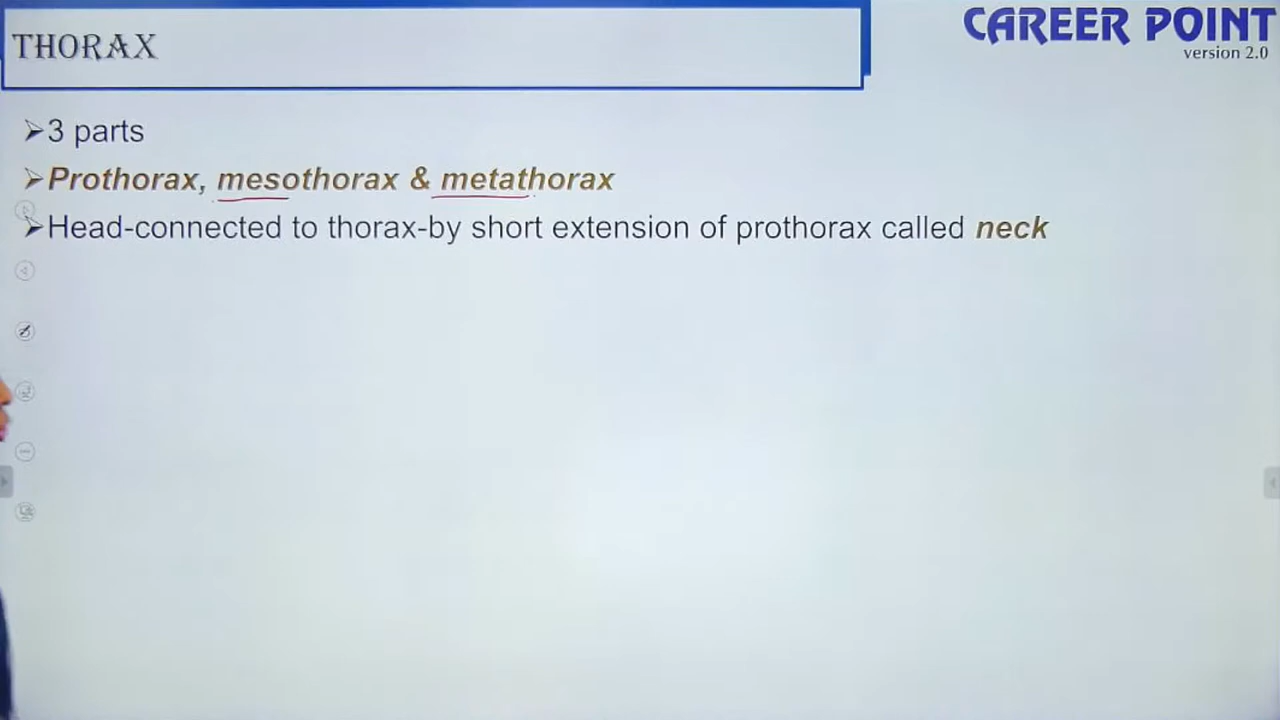 THORAX
CAREER POINT
version 2.0
➢3 parts
➢Prothorax, mesothorax & metathorax
➢Head-connected to thorax-by short extension of prothorax called neck